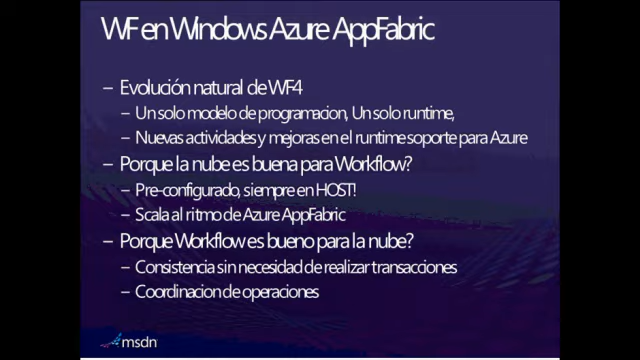 WF en Windows Azure AppFabric
– Evolución natural de WF4
– Un solo modelo de programacion, Un solo runtime,
– Nuevas actividades y mejoras en el runtime soporte para Azure
– Porque la nube es buena para Workflow?
– Pre-configurado, siempre en HOST!
– Scala al ritmo de Azure AppFabric
– Porque Workflow es bueno para la nube?
– Consistencia sin necesidad de realizar transacciones
– Coordinacion de operaciones
msdn